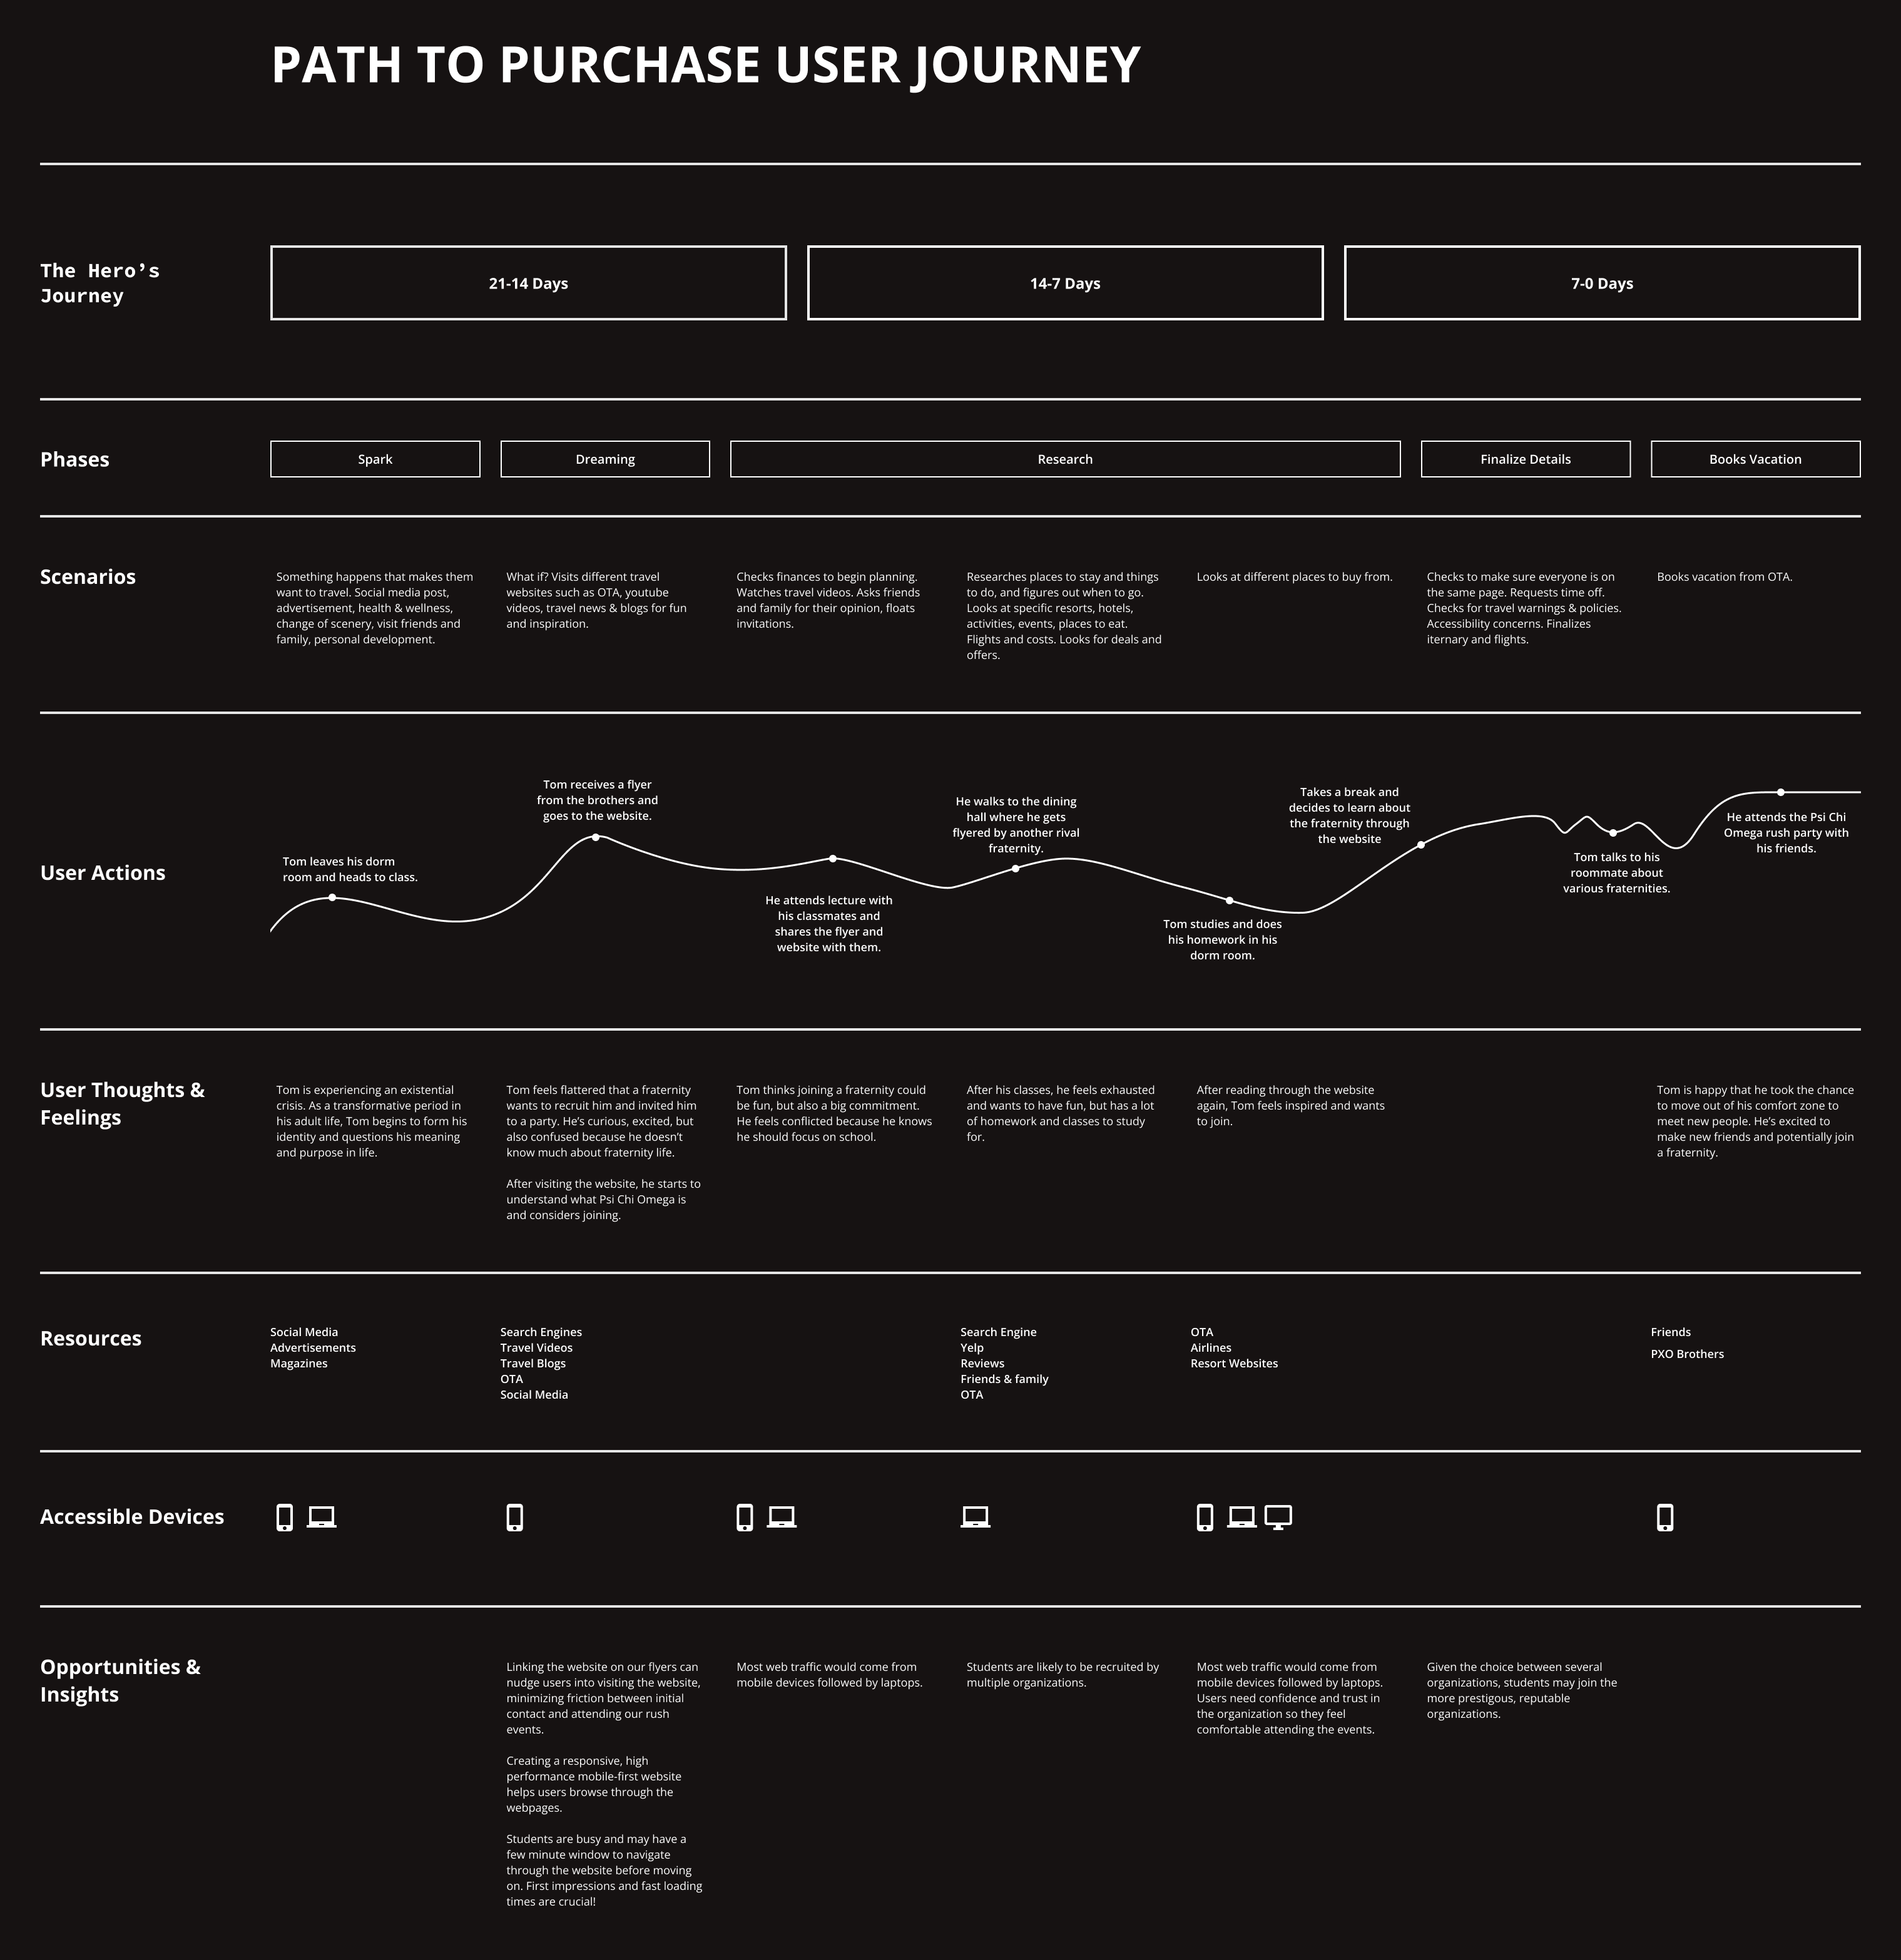 PATH TO PURCHASE USER JOURNEY
The Hero’s
Journey
21-14 Days
14-7 Days
7-0 Days
Phases
Spark
Dreaming
Research
Finalize Details
Books Vacation
Scenarios
Something happens that makes them
want to travel. Social media post,
advertisement, health & wellness,
change of scenery, visit friends and
family, personal development.
What if? Visits different travel
websites such as OTA, youtube
videos, travel news & blogs for fun
and inspiration.
Checks finances to begin planning.
Watches travel videos. Asks friends
and family for their opinion, floats
invitations.
Researches places to stay and things
to do, and figures out when to go.
Looks at specific resorts, hotels,
activities, events, places to eat.
Flights and costs. Looks for deals and
offers.
Looks at different places to buy from.
Checks to make sure everyone is on
the same page. Requests time off.
Checks for travel warnings & policies.
Accessibility concerns. Finalizes
iternary and flights.
Books vacation from OTA.
User Actions
Tom leaves his dorm
room and heads to class.
Tom receives a flyer
from the brothers and
goes to the website.
He attends lecture with
his classmates and
shares the flyer and
website with them.
He walks to the dining
hall where he gets
flyered by another rival
fraternity.
Tom studies and does
his homework in his
dorm room.
Takes a break and
decides to learn about
the fraternity through
the website
Tom talks to his
roommate about
various fraternities.
He attends the Psi Chi
Omega rush party with
his friends.
User Thoughts &
Feelings
Tom is experiencing an existential
crisis. As a transformative period in
his adult life, Tom begins to form his
identity and questions his meaning
and purpose in life.
Tom feels flattered that a fraternity
wants to recruit him and invited him
to a party. He’s curious, excited, but
also confused because he doesn’t
know much about fraternity life.
After visiting the website, he starts to
understand what Psi Chi Omega is
and considers joining.
Tom thinks joining a fraternity could
be fun, but also a big commitment.
He feels conflicted because he knows
he should focus on school.
After his classes, he feels exhausted
and wants to have fun, but has a lot
of homework and classes to study
for.
After reading through the website
again, Tom feels inspired and wants
to join.
Tom is happy that he took the chance
to move out of his comfort zone to
meet new people. He’s excited to
make new friends and potentially join
a fraternity.
Resources
Social Media
Advertisements
Magazines
Search Engines
Travel Videos
Travel Blogs
OTA
Social Media
Search Engine
Yelp
Reviews
Friends & family
OTA
OTA
Airlines
Resort Websites
Friends
PXO Brothers
Accessible Devices
Opportunities &
Insights
Linking the website on our flyers can
nudge users into visiting the website,
minimizing friction between initial
contact and attending our rush
events.
Creating a responsive, high
performance mobile-first website
helps users browse through the
webpages.
Students are busy and may have a
few minute window to navigate
through the website before moving
on. First impressions and fast loading
times are crucial!
Most web traffic would come from
mobile devices followed by laptops.
Students are likely to be recruited by
multiple organizations.
Most web traffic would come from
mobile devices followed by laptops.
Users need confidence and trust in
the organization so they feel
comfortable attending the events.
Given the choice between several
organizations, students may join the
more prestigous, reputable
organizations.